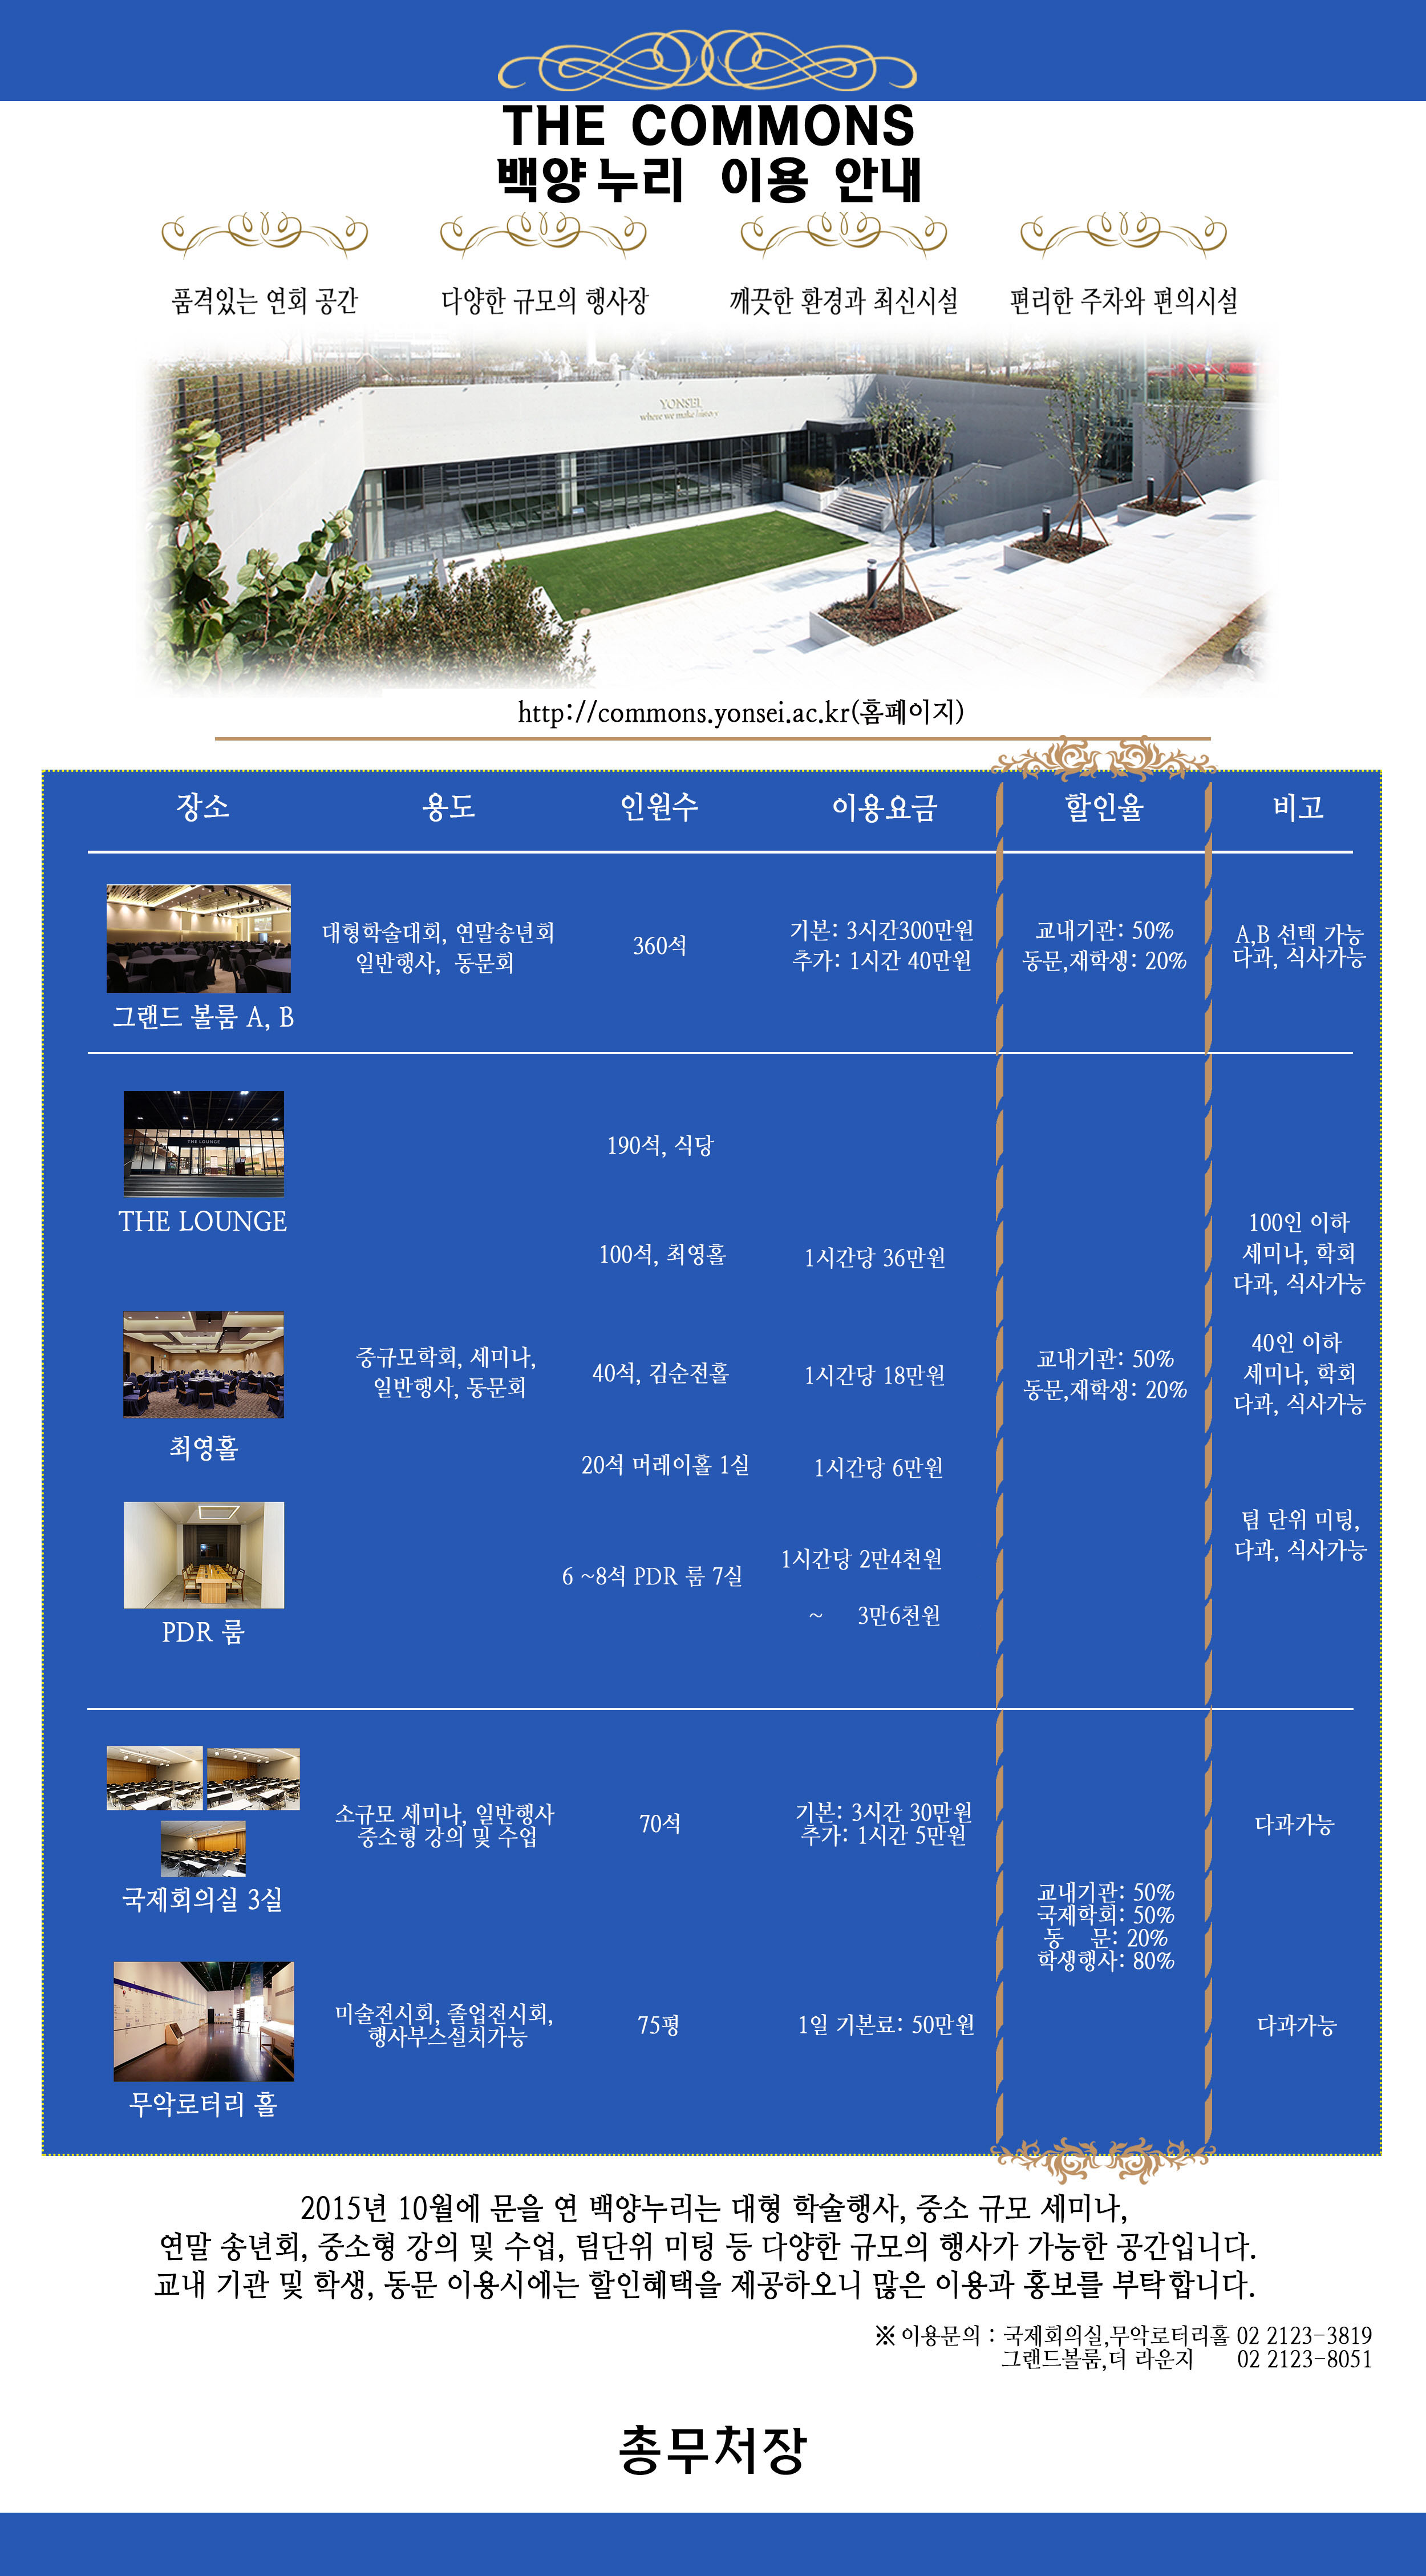 THE COMMONS
백양누리 이용 안내
품격있는 연회 공간
다양한 규모의 행사장
깨끗한 환경과 최신시설
편리한 주차와 편의시설
YONSEI,
where we make history
http://commons.yonsei.ac.kr(홈페이지)
장소 용도 인원수 이용요금 할인율 비고
그랜드 볼룸 A, B
대형학술대회, 연말송년회
일반행사, 동문회
360석
기본: 3시간300만원
추가: 1시간 40만원
교내기관: 50%
동문,재학생: 20%
A,B 선택 가능
다과, 식사가능
THE LOUNGE
THE LOUNGE
최영홀
PDR 룸
중규모학회, 세미나,
일반행사, 동문회
190석, 식당
100석, 최영홀
1시간당 36만원
40석, 김순전홀
1시간당 18만원
20석 머레이홀 1실
1시간당 6만원
6 ~8석 PDR 룸 7실
1시간당 2만4천원
~ 3만6천원
교내기관: 50%
동문,재학생: 20%
100인 이하
세미나, 학회
다과, 식사가능
40인 이하
세미나, 학회
다과, 식사가능
팀 단위 미팅,
다과, 식사가능
국제회의실 3실
소규모 세미나, 일반행사
중소형 강의 및 수업
70석
기본: 3시간 30만원
추가: 1시간 5만원
다과가능
교내기관: 50%
국제학회: 50%
동 문: 20%
학생행사: 80%
무악로터리 홀
미술전시회, 졸업전시회,
행사부스설치가능
75평
1일 기본료: 50만원
다과가능
2015년 10월에 문을 연 백양누리는 대형 학술행사, 중소 규모 세미나,
연말 송년회, 중소형 강의 및 수업, 팀단위 미팅 등 다양한 규모의 행사가 가능한 공간입니다.
교내 기관 및 학생, 동문 이용시에는 할인혜택을 제공하오니 많은 이용과 홍보를 부탁합니다.
※ 이용문의 : 국제회의실,무악로터리홀 02 2123-3819
그랜드볼룸,더 라운지 02 2123-8051
총무처장